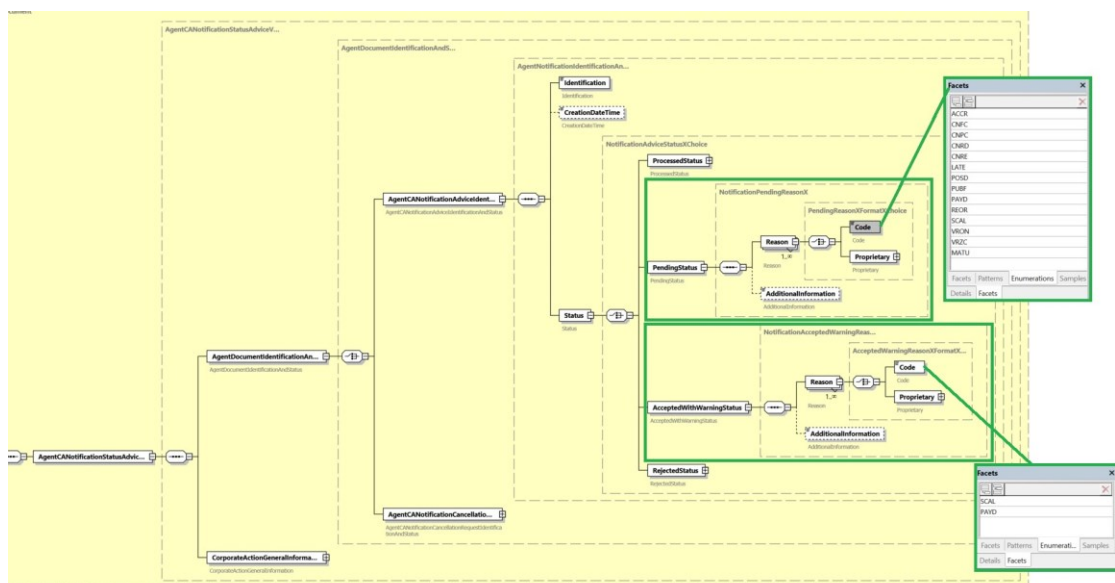 AgentCANotificationStatusAdviceV...
AgentDocumentIdentificationAndS...
AgentNotificationIdentificationAn...
Identification
Identification
CreationDateTime
CreationDateTime
NotificationAdviceStatusXChoice
ProcessedStatus
ProcessedStatus
NotificationPendingReasonX
PendingReasonXFormatXChoice
Code
Code
Reason
1..∞
Reason
Proprietary
Proprietary
PendingStatus
PendingStatus
AdditionalInformation
AdditionalInformation
AgentCANotificationAdviceIdent...
AgentCANotificationAdviceIdentificationAndStatus
Status
Status
NotificationAcceptedWarningReas...
AcceptedWarningReasonXFormatX...
Code
Code
Reason
1..∞
Reason
Proprietary
Proprietary
AcceptedWithWarningStatus
AcceptedWithWarningStatus
AdditionalInformation
AdditionalInformation
RejectedStatus
RejectedStatus
AgentDocumentIdentificationAn...
AgentDocumentIdentificationAndStatus
AgentCANotificationStatusAdvic...
AgentCANotificationCancellatio...
AgentCANotificationCancellationRequestIdentifica
tionAndStatus
CorporateActionGeneralInforma...
CorporateActionGeneralInformation
Facets
ACCR
CNFC
CNPC
CNRD
CNRE
LATE
POSD
PUBF
PAYD
REOR
SCAL
VRON
VRZC
MATU
Facets Patterns Enumerations Samples
Details Facets
Facets
SCAL
PAYD
Facets Patterns Enumerati... Samples
Details Facets